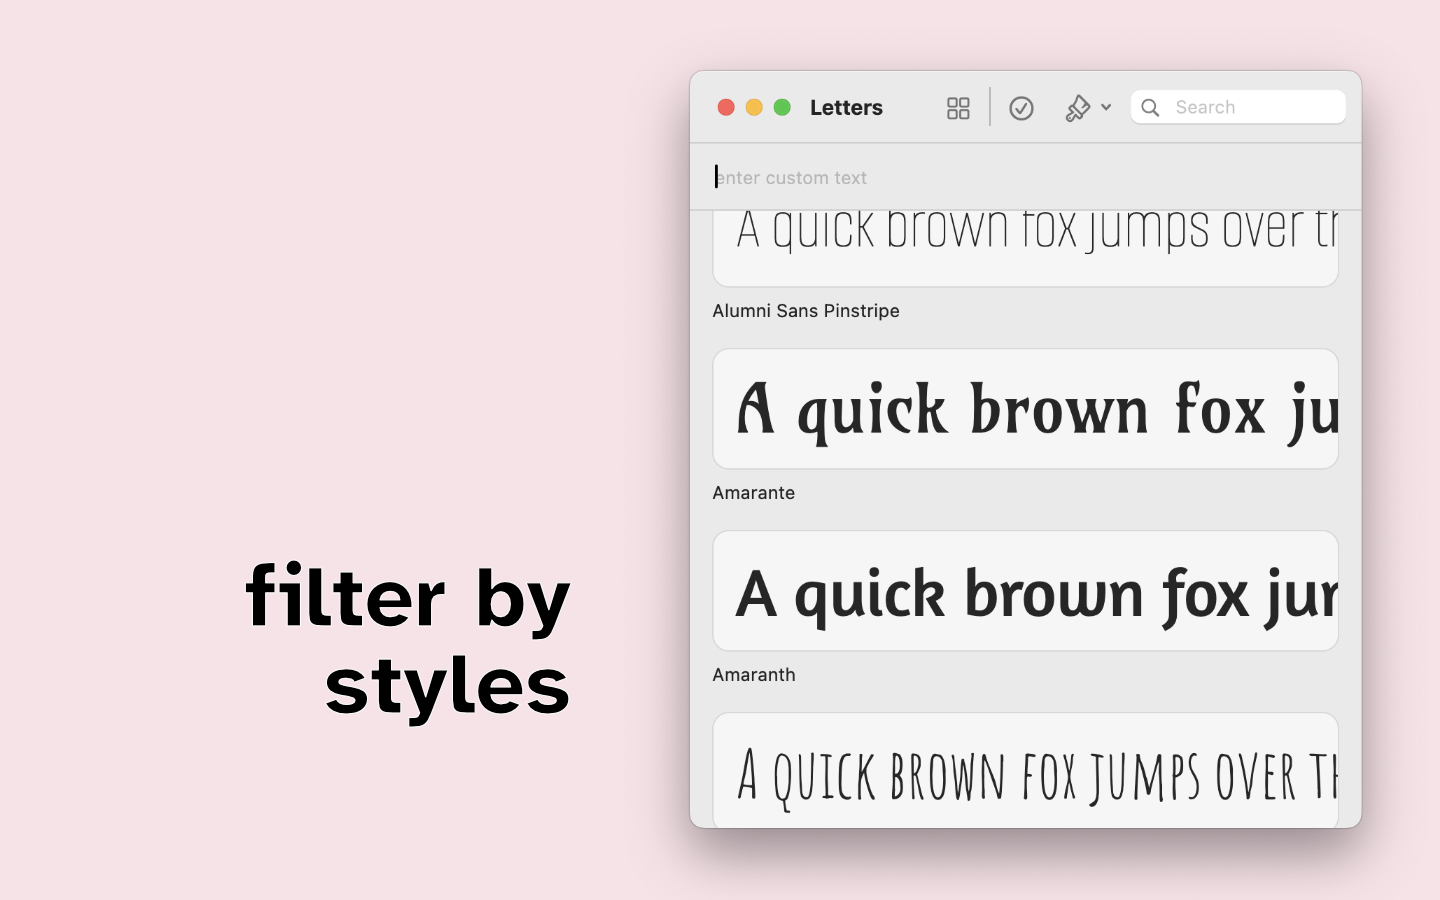 Letters
Search
enter custom text
A quick brown fox jumps over th
Alumni Sans Pinstripe
A quick brown fox ju
Amarante
A quick brown fox jum
Amaranth
A QUICK BROWN FOX JUMPS OVER TH
filter by
styles